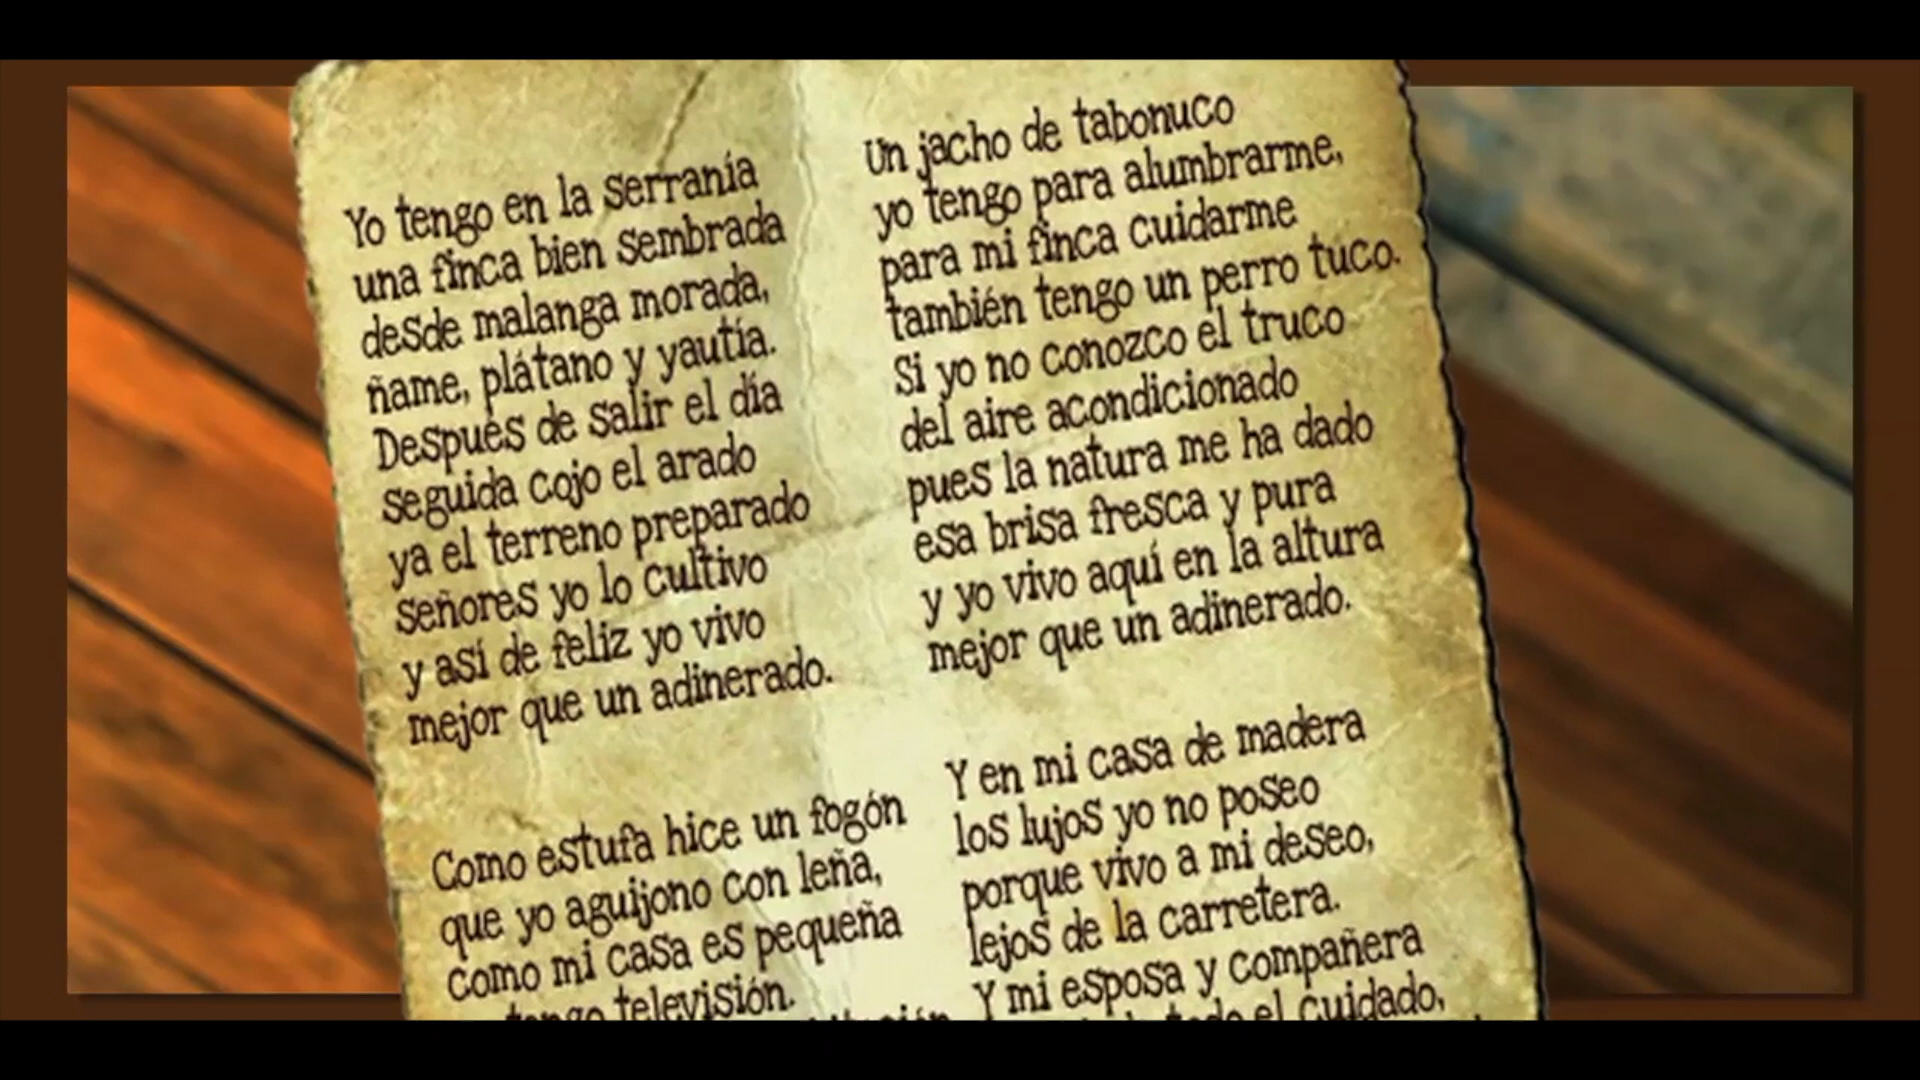 Yo tengo en la serranía
una finca bien sembrada
desde malanga morada,
ñame, plátano y yautía.
Después de salir el día
seguida cojo el arado
ya el terreno preparado
señores yo lo cultivo
y así de feliz yo vivo
mejor que un adinerado.
Como estufa hice un fogón
que yo aguijono con leña,
como mi casa es pequeña
tengo televisión.
Un jacho de tabonuco
yo tengo para alumbrarme,
para mi finca cuidarme
también tengo un perro tuco.
Si yo no conozco el truco
del aire acondicionado
pues la natura me ha dado
esa brisa fresca y pura
y yo vivo aquí en la altura
mejor que un adinerado.
Y en mi casa de madera
los lujos yo no poseo
porque vivo a mi deseo,
lejos de la carretera.
Y mi esposa y compañera
todo el cuidado,